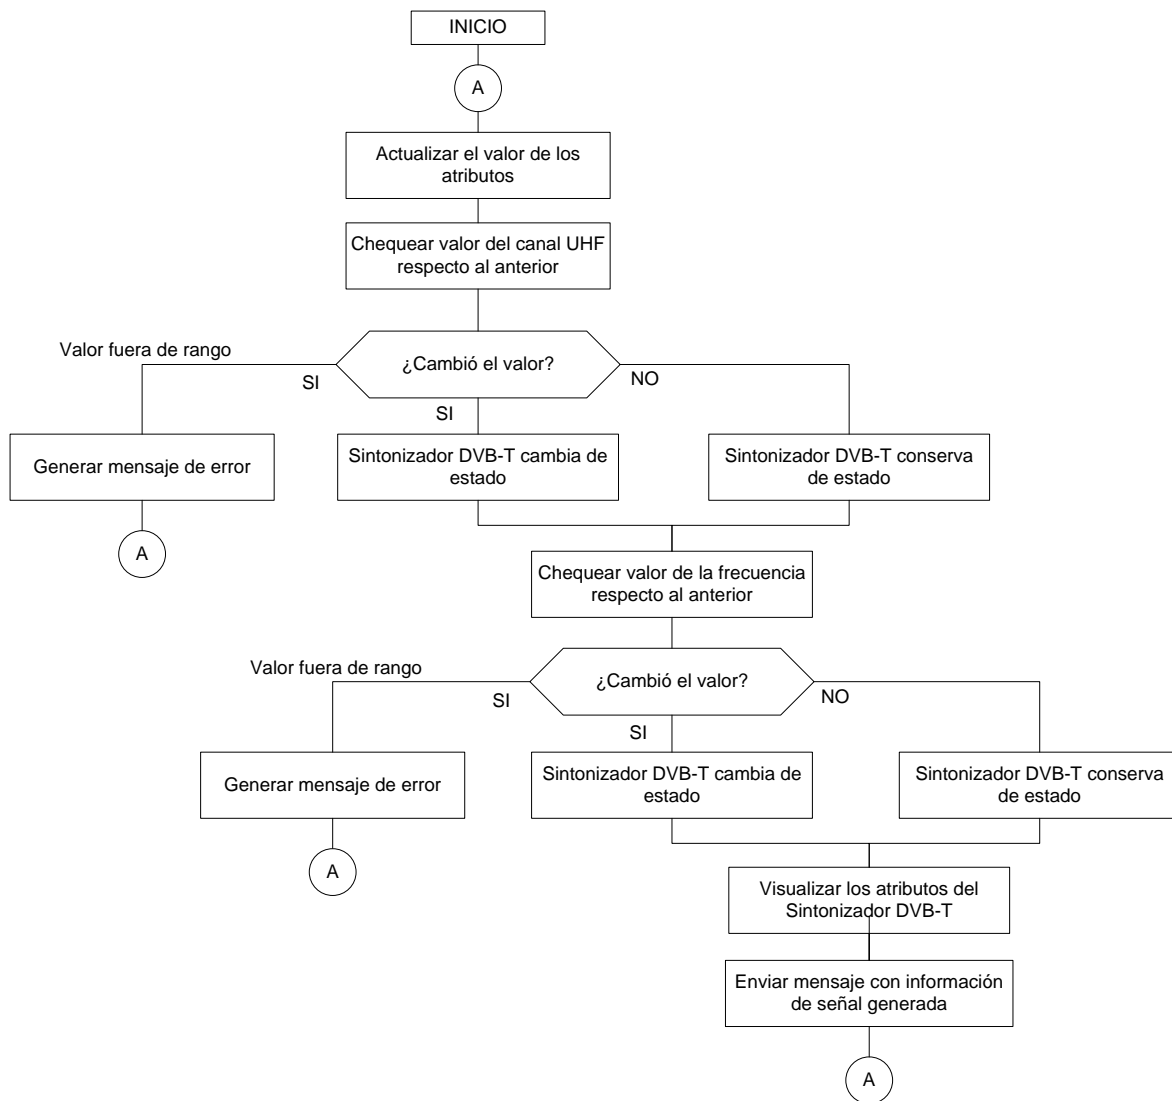 INICIO
A
Actualizar el valor de los
atributos
Chequear valor del canal UHF
respecto al anterior
Valor fuera de rango
¿Cambió el valor?
SI
NO
SI
Generar mensaje de error
Sintonizador DVB-T cambia de
estado
Sintonizador DVB-T conserva
de estado
A
Chequear valor de la frecuencia
respecto al anterior
Valor fuera de rango
¿Cambió el valor?
SI
NO
SI
Generar mensaje de error
Sintonizador DVB-T cambia de
estado
Sintonizador DVB-T conserva
de estado
A
Visualizar los atributos del
Sintonizador DVB-T
Enviar mensaje con información
de señal generada
A